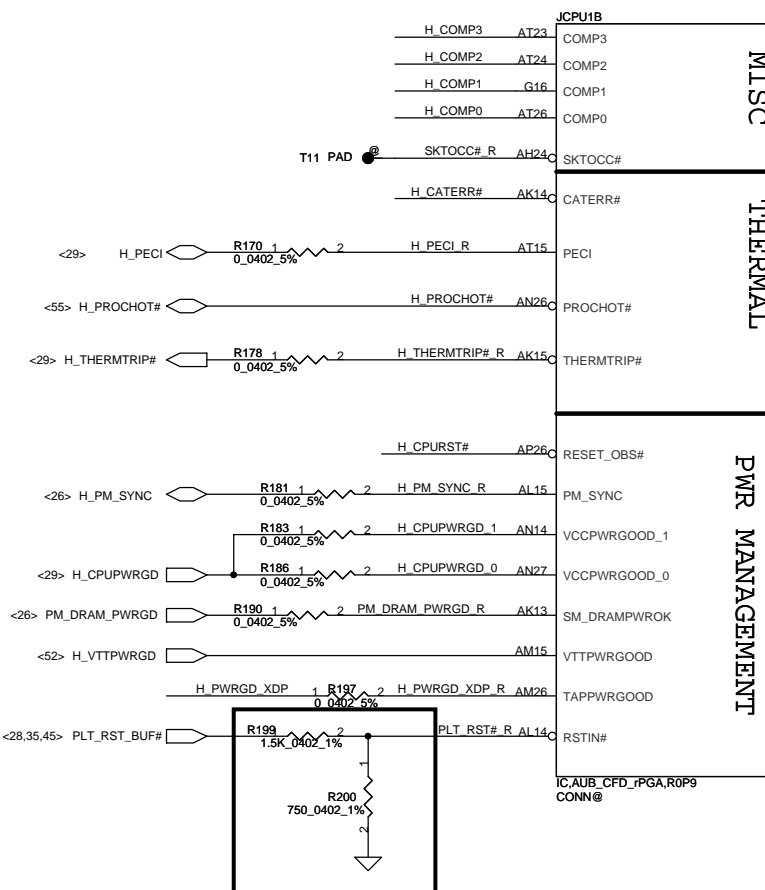 JCPU1B
H_COMP3 AT23 COMP3
H_COMP2 AT24 COMP2
H_COMP1 G16 COMP1
H_COMP0 AT26 COMP0
MISC
T11 PAD @ SKTOCC#_R AH24 SKTOCC#
H_CATERR# AK14 CATERR#
THERMAL
<29> H_PECI R170 1 2 H_PECI_R AT15 PECI
0_0402_5%
<55> H_PROCHOT# H_PROCHOT# AN26 PROCHOT#
<29> H_THERMTRIP# R178 1 2 H_THERMTRIP#_R AK15 THERMTRIP#
0_0402_5%
H_CPURST# AP26 RESET_OBS#
PWR MANAGEMENT
<26> H_PM_SYNC R181 1 2 H_PM_SYNC_R AL15 PM_SYNC
0_0402_5%
R183 1 2 H_CPUPWRGD_1 AN14 VCCPWRGOOD_1
0_0402_5%
<29> H_CPUPWRGD R186 1 2 H_CPUPWRGD_0 AN27 VCCPWRGOOD_0
0_0402_5%
<26> PM_DRAM_PWRGD R190 1 2 PM_DRAM_PWRGD_R AK13 SM_DRAMPWROK
0_0402_5%
<52> H_VTTPWRGD AM15 VTTPWRGOOD
H_PWRGD_XDP 1 R197 2 H_PWRGD_XDP_R AM26 TAPPWRGOOD
0_0402_5%
<28,35,45> PLT_RST_BUF# R199 1 2 PLT_RST#_R AL14 RSTIN#
1.5K_0402_1%
1
R200
750_0402_1%
2
IC,AUB_CFD_rPGA,R0P9
CONN@